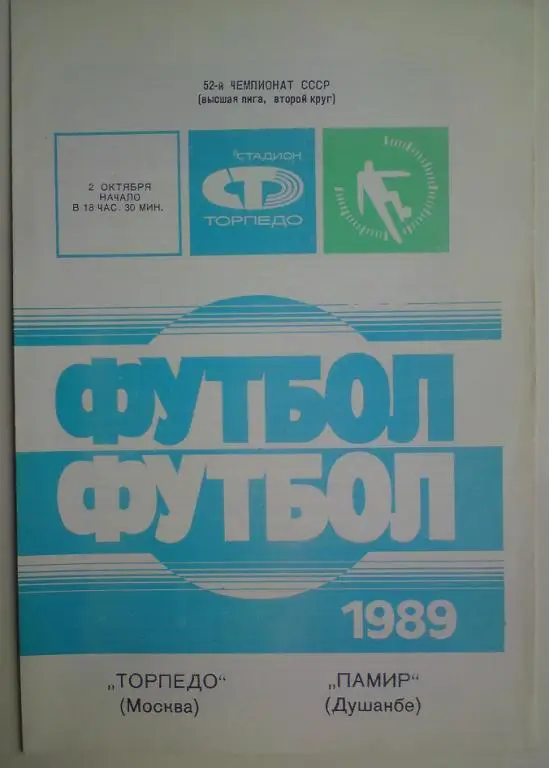 52-й ЧЕМПИОНАТ СССР
(высшая лига, второй круг)
2 ОКТЯБРЯ
НАЧАЛО
В 18 ЧАС. 30 МИН.
СТАДИОН
СТ
ТОРПЕДО
ФУТБОЛ
ФУТБОЛ
1989
„ТОРПЕДО“
(Москва)
„ПАМИР“
(Душанбе)